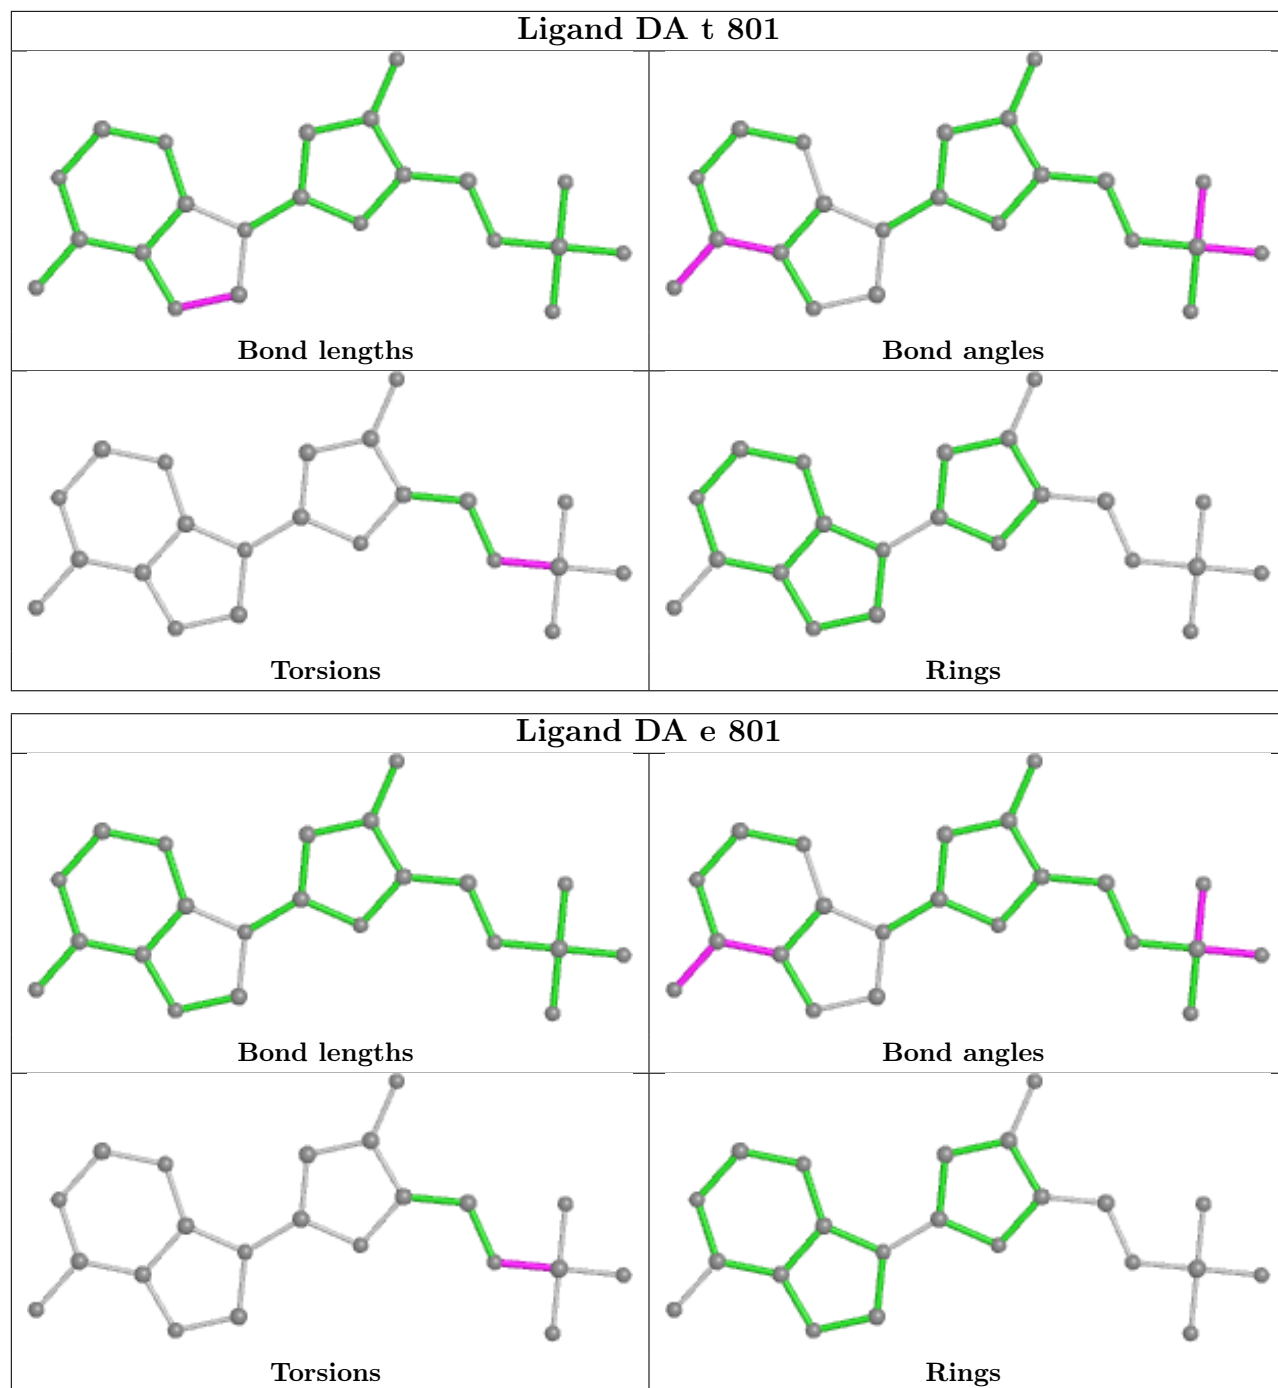 Ligand DA t 801
Bond lengths
Bond angles
Torsions
Rings
Ligand DA e 801
Bond lengths
Bond angles
Torsions
Rings